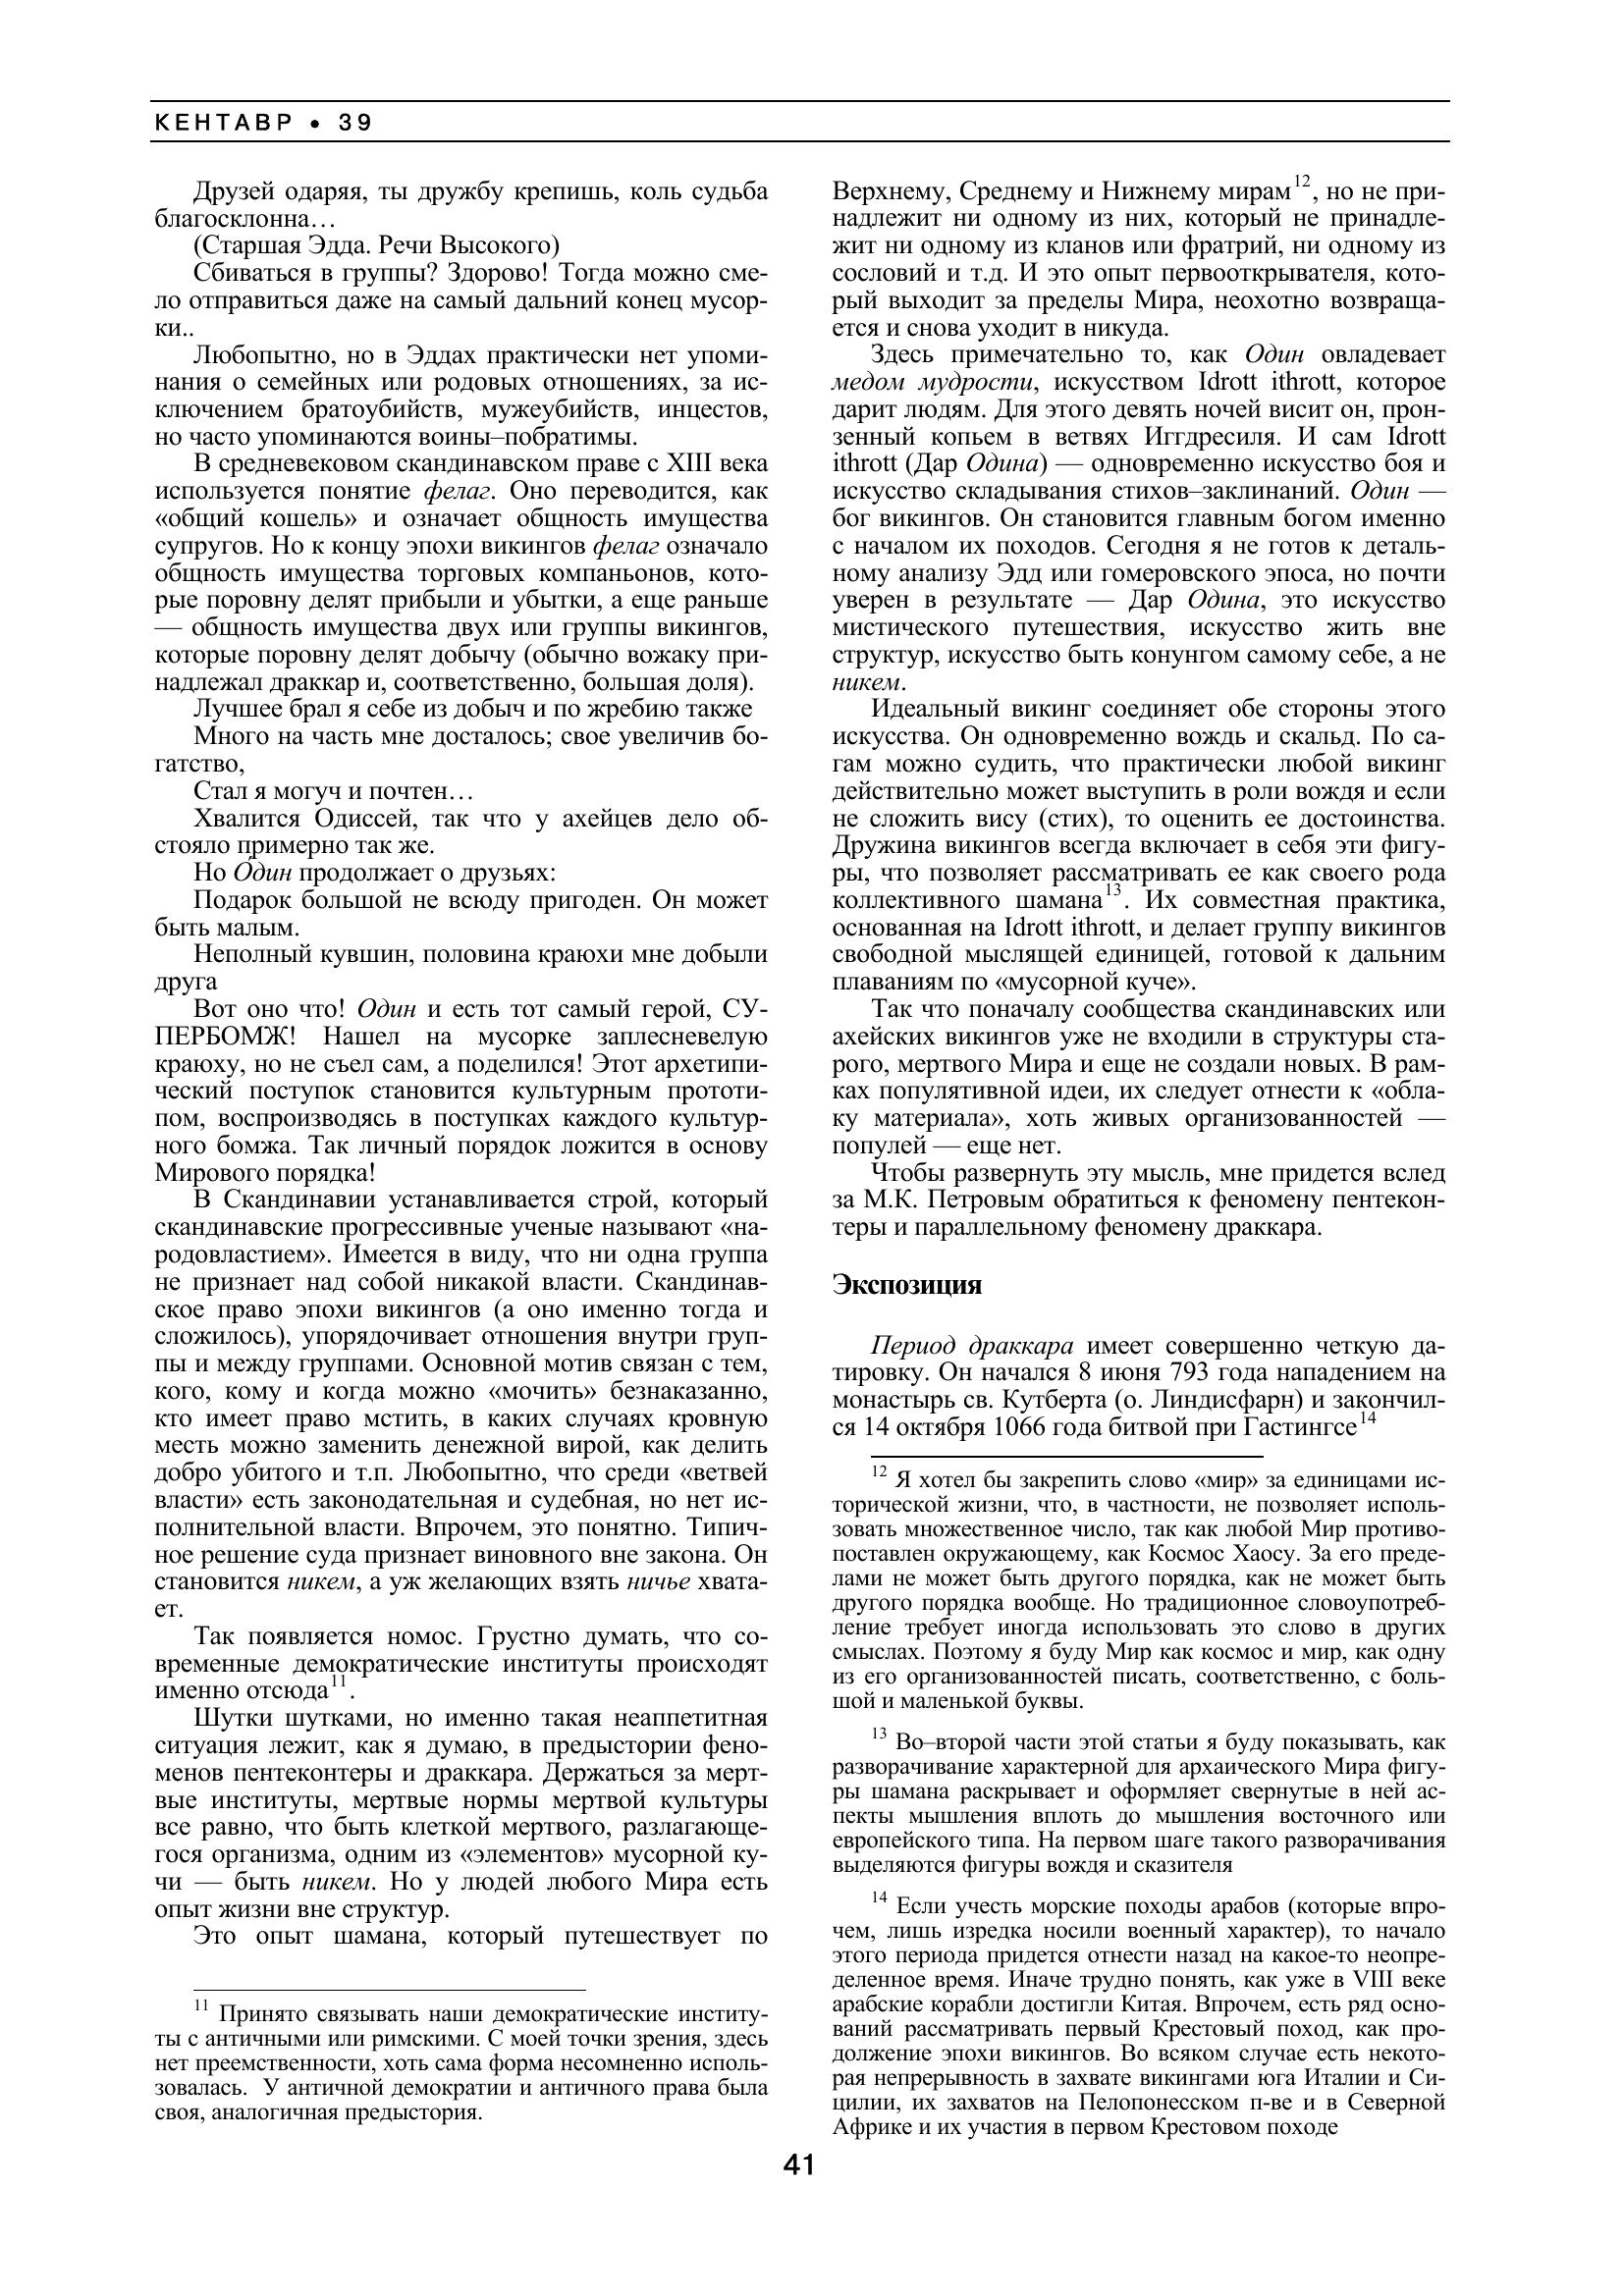 КЕНТАВР • 39
Друзей одаряя, ты дружбу крепишь, коль судьба
благосклонна…
(Старшая Эдда. Речи Высокого)
Сбиваться в группы? Здорово! Тогда можно сме-
ло отправиться даже на самый дальний конец мусор-
ки..
Любопытно, но в Эддах практически нет упоми-
нания о семейных или родовых отношениях, за ис-
ключением братоубийств, мужеубийств, инцестов,
но часто упоминаются воины–побратимы.
В средневековом скандинавском праве с XIII века
используется понятие фелаг. Оно переводится, как
«общий кошель» и означает общность имущества
супругов. Но к концу эпохи викингов фелаг означало
общность имущества торговых компаньонов, кото-
рые поровну делят прибыли и убытки, а еще раньше
— общность имущества двух или группы викингов,
которые поровну делят добычу (обычно вожаку при-
надлежал драккар и, соответственно, большая доля).
Лучшее брал я себе из добыч и по жребию также
Много на часть мне досталось; свое увеличив бо-
гатство,
Стал я могуч и почтен…
Хвалится Одиссей, так что у ахейцев дело об-
стояло примерно так же.
Но О́дин продолжает о друзьях:
Подарок большой не всюду пригоден. Он может
быть малым.
Неполный кувшин, половина краюхи мне добыли
друга
Вот оно что! Один и есть тот самый герой, СУ-
ПЕРБОМЖ! Нашел на мусорке заплесневелую
краюху, но не съел сам, а поделился! Этот архетипи-
ческий поступок становится культурным прототи-
пом, воспроизводясь в поступках каждого культур-
ного бомжа. Так личный порядок ложится в основу
Мирового порядка!
В Скандинавии устанавливается строй, который
скандинавские прогрессивные ученые называют «на-
родовластием». Имеется в виду, что ни одна группа
не признает над собой никакой власти. Скандинав-
ское право эпохи викингов (а оно именно тогда и
сложилось), упорядочивает отношения внутри груп-
пы и между группами. Основной мотив связан с тем,
кого, кому и когда можно «мочить» безнаказанно,
кто имеет право мстить, в каких случаях кровную
месть можно заменить денежной вирой, как делить
добро убитого и т.п. Любопытно, что среди «ветвей
власти» есть законодательная и судебная, но нет ис-
полнительной власти. Впрочем, это понятно. Типич-
ное решение суда признает виновного вне закона. Он
становится никем, а уж желающих взять ничье хвата-
ет.
Так появляется номос. Грустно думать, что со-
временные демократические институты происходят
именно отсюда11.
Шутки шутками, но именно такая неаппетитная
ситуация лежит, как я думаю, в предыстории фено-
менов пентеконтеры и драккара. Держаться за мерт-
вые институты, мертвые нормы мертвой культуры
все равно, что быть клеткой мертвого, разлагающе-
гося организма, одним из «элементов» мусорной ку-
чи — быть никем. Но у людей любого Мира есть
опыт жизни вне структур.
Это опыт шамана, который путешествует по
11 Принято связывать наши демократические институ-
ты с античными или римскими. С моей точки зрения, здесь
нет преемственности, хоть сама форма несомненно исполь-
зовалась. У античной демократии и античного права была
своя, аналогичная предыстория.
Верхнему, Среднему и Нижнему мирам12, но не при-
надлежит ни одному из них, который не принадле-
жит ни одному из кланов или фратрий, ни одному из
сословий и т.д. И это опыт первооткрывателя, кото-
рый выходит за пределы Мира, неохотно возвраща-
ется и снова уходит в никуда.
Здесь примечательно то, как Один овладевает
медом мудрости, искусством Idrott ithrott, которое
дарит людям. Для этого девять ночей висит он, прон-
зенный копьем в ветвях Иггдресиля. И сам Idrott
ithrott (Дар Одина) — одновременно искусство боя и
искусство складывания стихов–заклинаний. Один —
бог викингов. Он становится главным богом именно
с началом их походов. Сегодня я не готов к деталь-
ному анализу Эдд или гомеровского эпоса, но почти
уверен в результате — Дар Одина, это искусство
мистического путешествия, искусство жить вне
структур, искусство быть конунгом самому себе, а не
никем.
Идеальный викинг соединяет обе стороны этого
искусства. Он одновременно вождь и скальд. По са-
гам можно судить, что практически любой викинг
действительно может выступить в роли вождя и если
не сложить вису (стих), то оценить ее достоинства.
Дружина викингов всегда включает в себя эти фигу-
ры, что позволяет рассматривать ее как своего рода
коллективного шамана13. Их совместная практика,
основанная на Idrott ithrott, и делает группу викингов
свободной мыслящей единицей, готовой к дальним
плаваниям по «мусорной куче».
Так что поначалу сообщества скандинавских или
ахейских викингов уже не входили в структуры ста-
рого, мертвого Мира и еще не создали новых. В рам-
ках популятивной идеи, их следует отнести к «обла-
ку материала», хоть живых организованностей —
популей — еще нет.
Чтобы развернуть эту мысль, мне придется вслед
за М.К. Петровым обратиться к феномену пентекон-
теры и параллельному феномену драккара.
Экспозиция
Период драккара имеет совершенно четкую да-
тировку. Он начался 8 июня 793 года нападением на
монастырь св. Кутберта (о. Линдисфарн) и закончил-
ся 14 октября 1066 года битвой при Гастингсе14
12 Я хотел бы закрепить слово «мир» за единицами ис-
торической жизни, что, в частности, не позволяет исполь-
зовать множественное число, так как любой Мир противо-
поставлен окружающему, как Космос Хаосу. За его преде-
лами не может быть другого порядка, как не может быть
другого порядка вообще. Но традиционное словоупотреб-
ление требует иногда использовать это слово в других
смыслах. Поэтому я буду Мир как космос и мир, как одну
из его организованностей писать, соответственно, с боль-
шой и маленькой буквы.
13 Во–второй части этой статьи я буду показывать, как
разворачивание характерной для архаического Мира фигу-
ры шамана раскрывает и оформляет свернутые в ней ас-
пекты мышления вплоть до мышления восточного или
европейского типа. На первом шаге такого разворачивания
выделяются фигуры вождя и сказителя
14 Если учесть морские походы арабов (которые впро-
чем, лишь изредка носили военный характер), то начало
этого периода придется отнести назад на какое-то неопре-
деленное время. Иначе трудно понять, как уже в VIII веке
арабские корабли достигли Китая. Впрочем, есть ряд осно-
ваний рассматривать первый Крестовый поход, как про-
должение эпохи викингов. Во всяком случае есть некото-
рая непрерывность в захвате викингами юга Италии и Си-
цилии, их захватов на Пелопонесском п-ве и в Северной
Африке и их участия в первом Крестовом походе
41